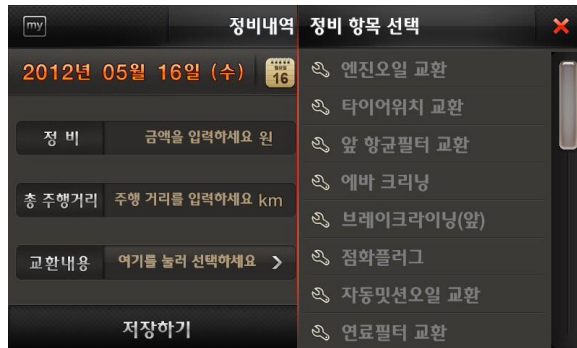 my
정비내역
2012년 05월 16일 (수)
16
정 비
금액을 입력하세요 원
총 주행거리
주행 거리를 입력하세요 km
교환내용
여기를 눌러 선택하세요
저장하기
정비 항목 선택
엔진오일 교환
타이어위치 교환
앞 항균필터 교환
에바 크리닝
브레이크라이닝(앞)
점화플러그
자동밋션오일 교환
연료필터 교환